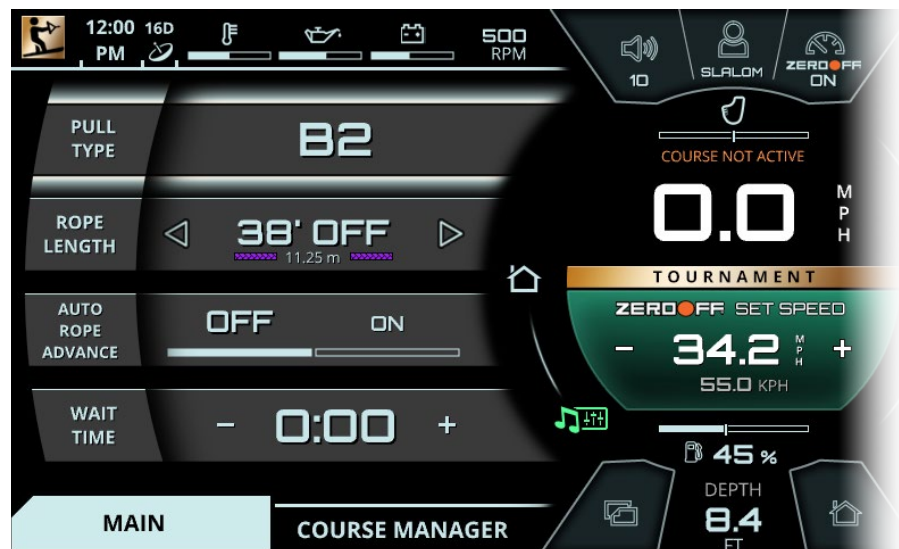 12:00 16D
PM
500
RPM
10
SLALOM
ZEROOFF
ON
PULL
TYPE
B2
COURSE NOT ACTIVE
0.0
MPH
ROPE
LENGTH
38' OFF
11.25 m
TOURNAMENT
ZEROOFF SET SPEED
- 34.2 MPH +
55.0 KPH
AUTO
ROPE
ADVANCE
OFF ON
WAIT
TIME
- 0:00 +
45 %
DEPTH
8.4
FT
MAIN
COURSE MANAGER